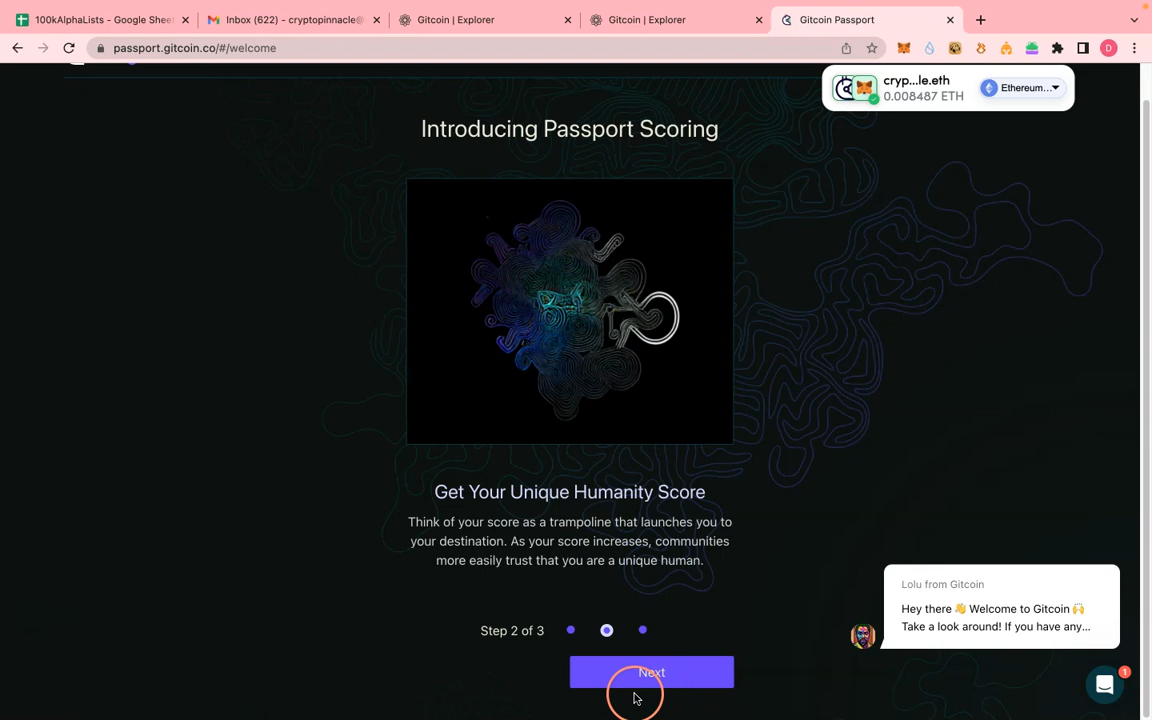 100kAlphaLists - Google Shee
Inbox (622) - cryptopinnacle@
Gitcoin | Explorer
Gitcoin | Explorer
Gitcoin Passport
passport.gitcoin.co/#/welcome
D
cryp...le.eth
0.008487 ETH
Ethereum...
Introducing Passport Scoring
Get Your Unique Humanity Score
Think of your score as a trampoline that launches you to
your destination. As your score increases, communities
more easily trust that you are a unique human.
Lolu from Gitcoin
Hey there 👋 Welcome to Gitcoin 🙌
Take a look around! If you have any...
Step 2 of 3
Next
1